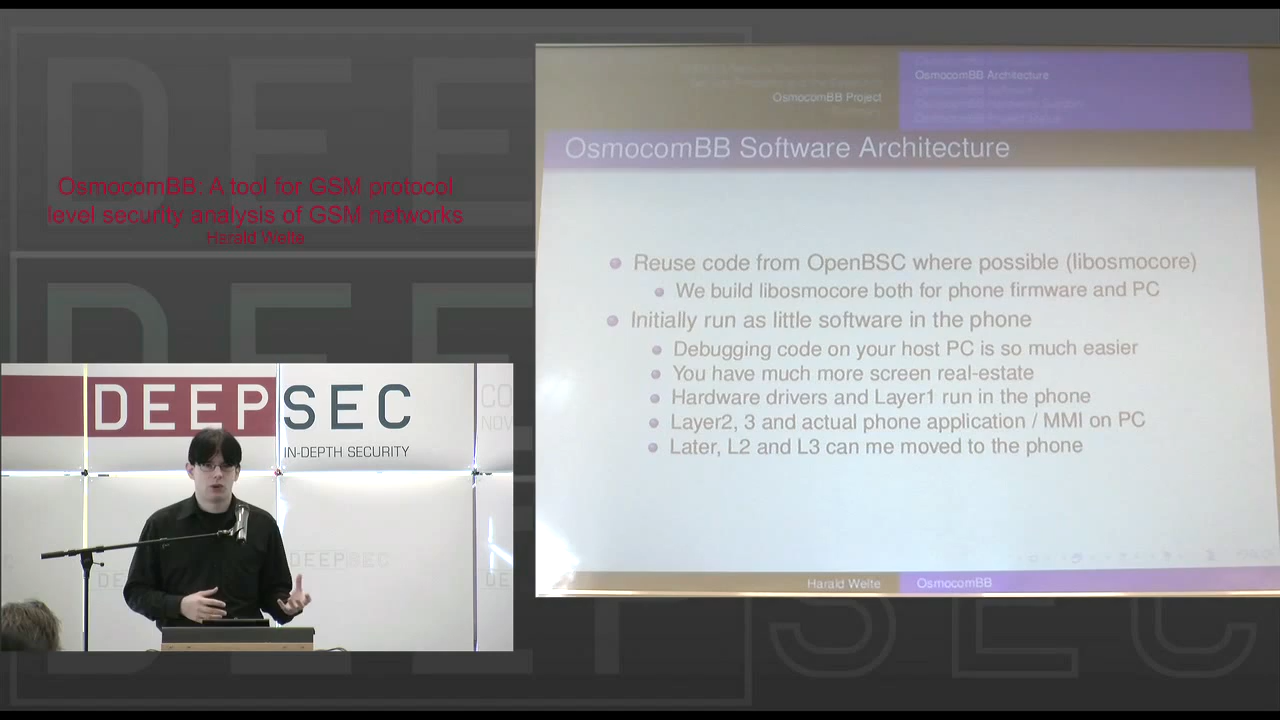 OsmocomBB: A tool for GSM protocol
level security analysis of GSM networks
Harald Welte
DEEPSEC
IN-DEPTH SECURITY
OsmocomBB Project
OsmocomBB Architecture
OsmocomBB Software Architecture
Reuse code from OpenBSC where possible (libosmocore)
We build libosmocore both for phone firmware and PC
Initially run as little software in the phone
Debugging code on your host PC is so much easier
You have much more screen real-estate
Hardware drivers and Layer1 run in the phone
Layer2, 3 and actual phone application / MMI on PC
Later, L2 and L3 can me moved to the phone
Harald Welte
OsmocomBB